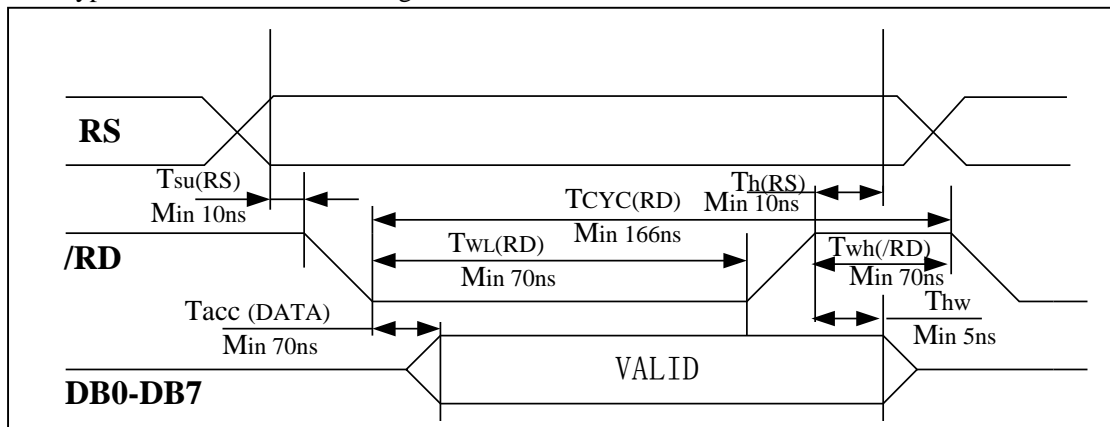 RS
Tsu(RS)
Min 10ns
Th(RS)
Min 10ns
TCYC(RD)
Min 166ns
/RD
TWL(RD)
Min 70ns
Twh(/RD)
Min 70ns
Tacc (DATA)
Min 70ns
Thw
Min 5ns
VALID
DB0-DB7